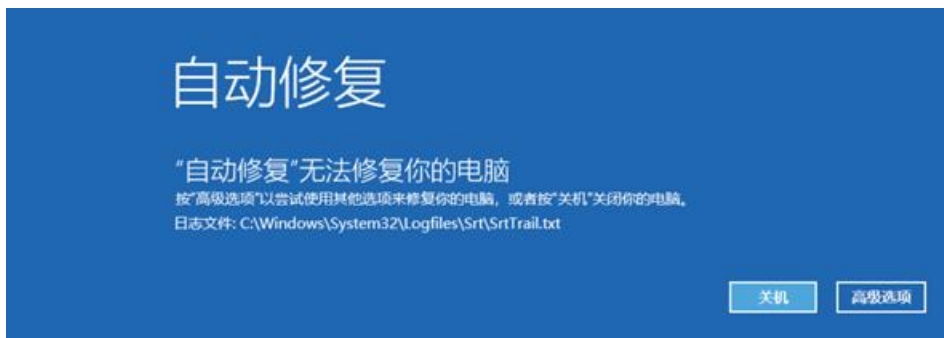 自动修复
“自动修复”无法修复你的电脑
按“高级选项”以尝试使用其他选项来修复你的电脑，或者按“关机”关闭你的电脑。
日志文件: C:\Windows\System32\Logfiles\Srt\SrtTrail.txt
关机
高级选项